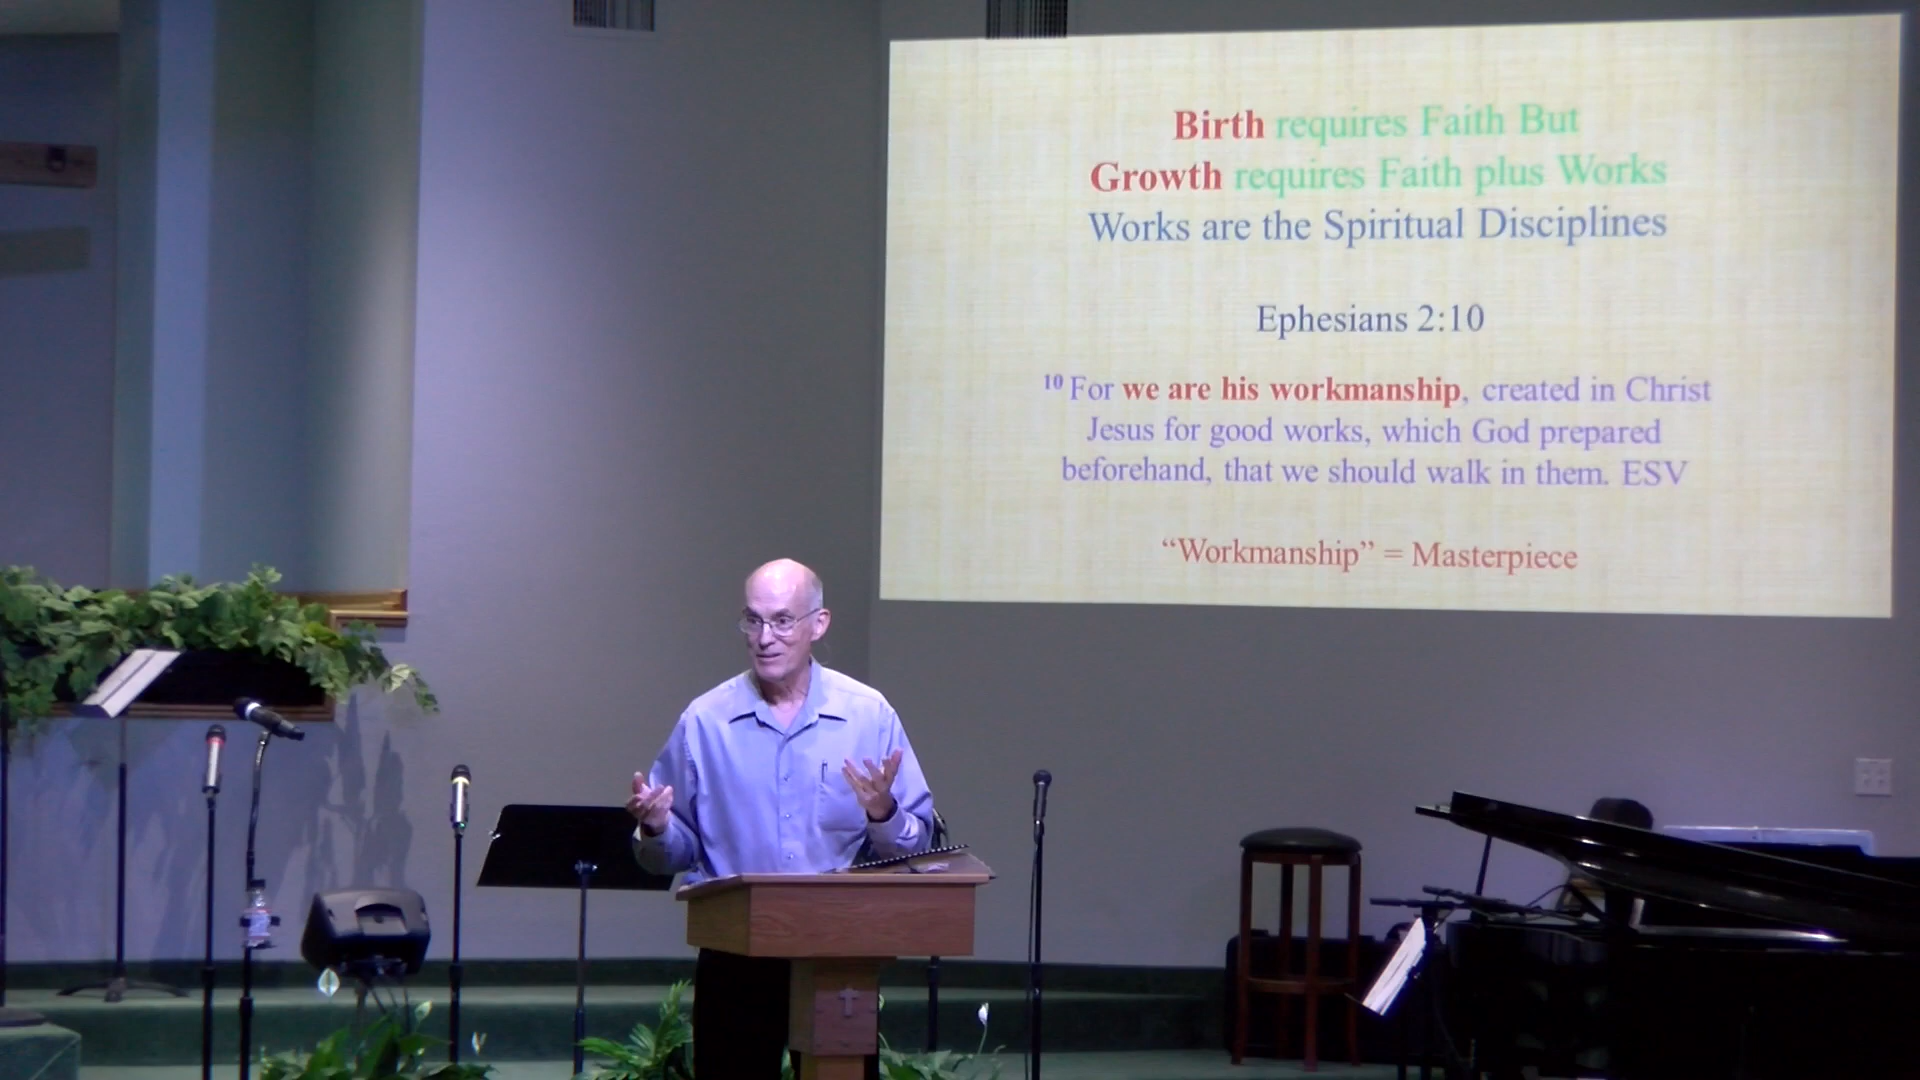 Birth requires Faith But
Growth requires Faith plus Works
Works are the Spiritual Disciplines
Ephesians 2:10
10 For we are his workmanship, created in Christ
Jesus for good works, which God prepared
beforehand, that we should walk in them. ESV
“Workmanship” = Masterpiece